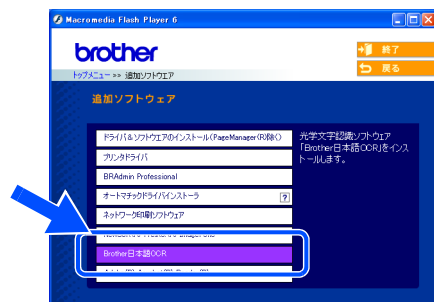 Macromedia Flash Player 6
brother
終了
戻る
トップメニュー >> 追加ソフトウェア
追加ソフトウェア
ドライバ&ソフトウエアのインストール(PageManager(R)除く)
プリンタドライバ
BRAdmin Professional
オートマチックドライバインストーラ ?
ネットワーク印刷ソフトウェア
Brother日本語OCR
光学文字認識ソフトウェア
「Brother日本語OCR」をインス
トールします。